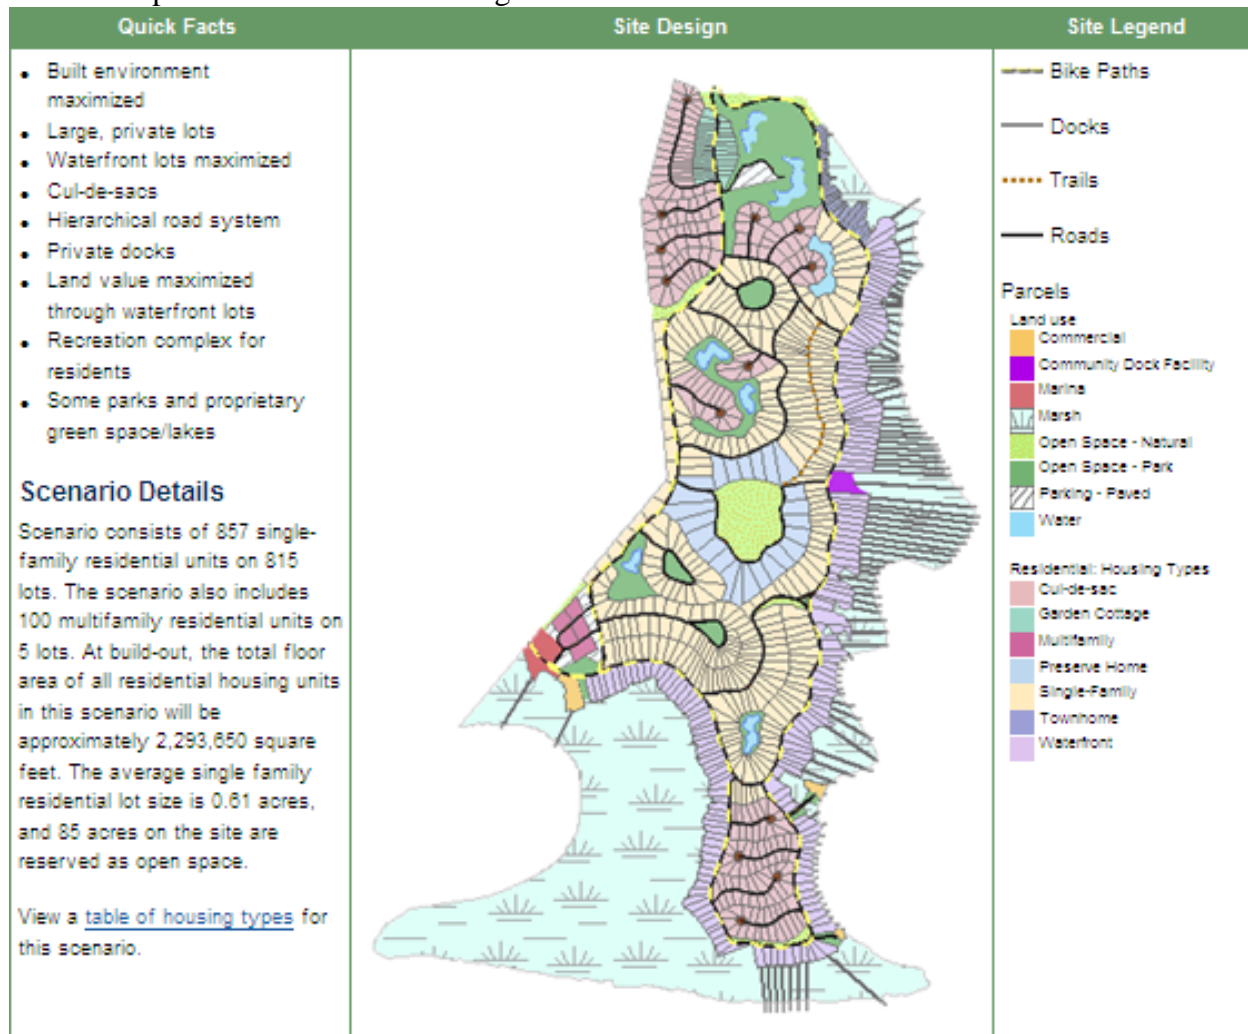 Quick Facts
Site Design
Site Legend
Built environment
maximized
Large, private lots
Waterfront lots maximized
Cul-de-sacs
Hierarchical road system
Private docks
Land value maximized
through waterfront lots
Recreation complex for
residents
Some parks and proprietary
green space/lakes
Scenario Details
Scenario consists of 857 single-
family residential units on 815
lots. The scenario also includes
100 multifamily residential units on
5 lots. At build-out, the total floor
area of all residential housing units
in this scenario will be
approximately 2,293,650 square
feet. The average single family
residential lot size is 0.61 acres,
and 85 acres on the site are
reserved as open space.
View a table of housing types for
this scenario.
Bike Paths
Docks
Trails
Roads
Parcels
Land use
Commercial
Community Dock Facility
Marina
Marsh
Open Space - Natural
Open Space - Park
Parking - Paved
Water
Residential: Housing Types
Cul-de-sac
Garden Cottage
Multifamily
Preserve Home
Single-Family
Townhome
Waterfront